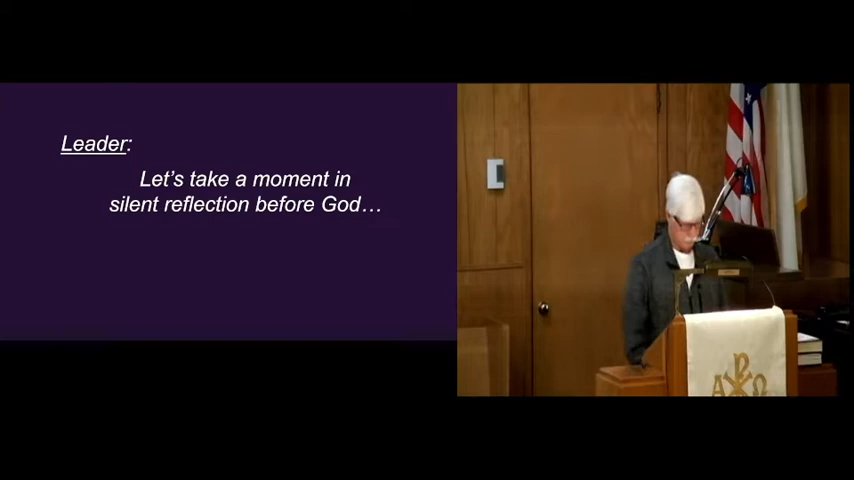 Leader:
Let's take a moment in
silent reflection before God…
Α Ω